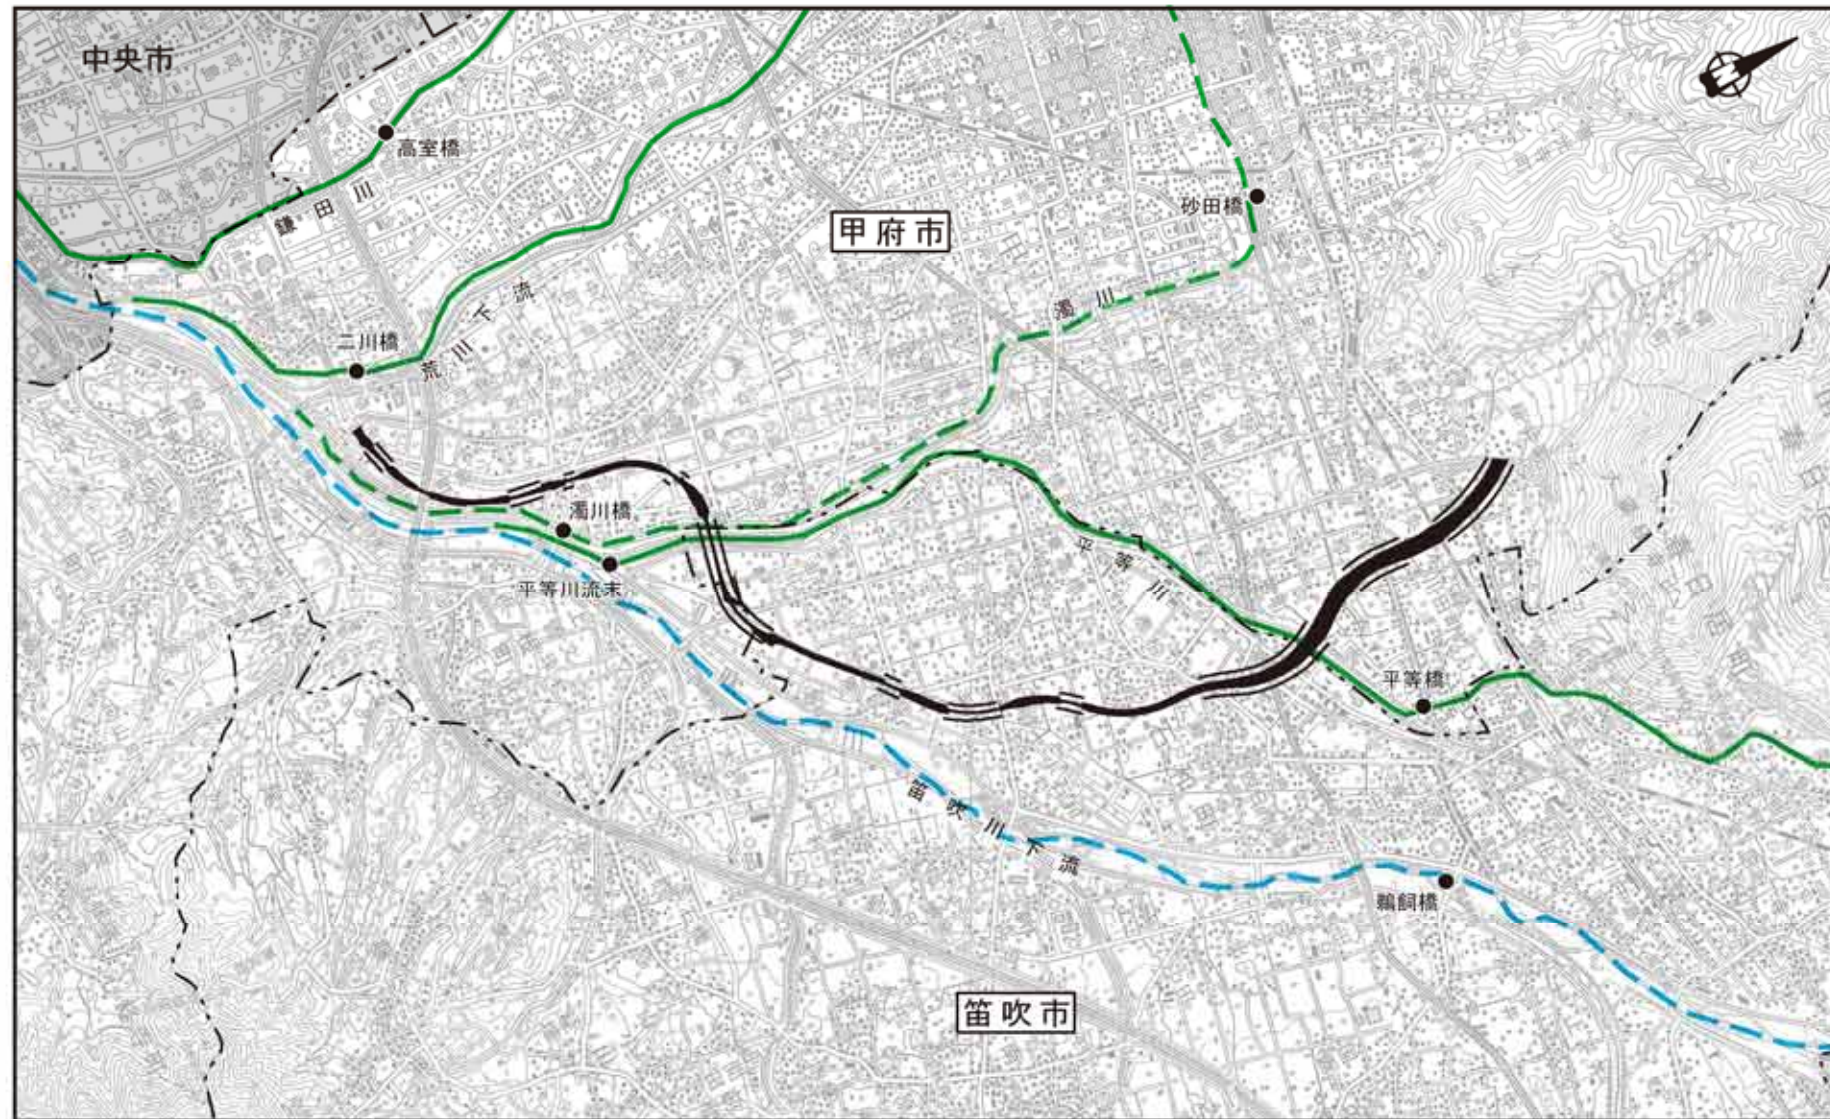 中央市
高室橋
鎌田川
甲府市
砂田橋
濁川
荒川下流
二川橋
濁川橋
平等川流末
平等川
平等橋
笛吹川下流
鵜飼橋
笛吹市